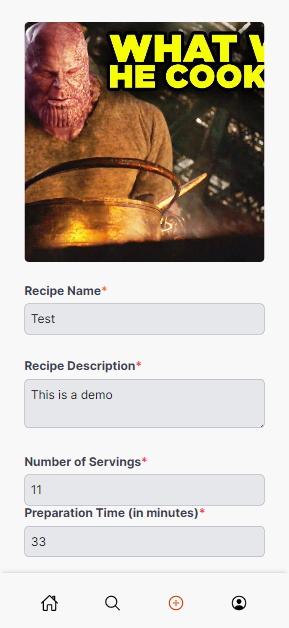 WHAT
HE COOK
Recipe Name*
Test
Recipe Description*
This is a demo
Number of Servings*
11
Preparation Time (in minutes)*
33